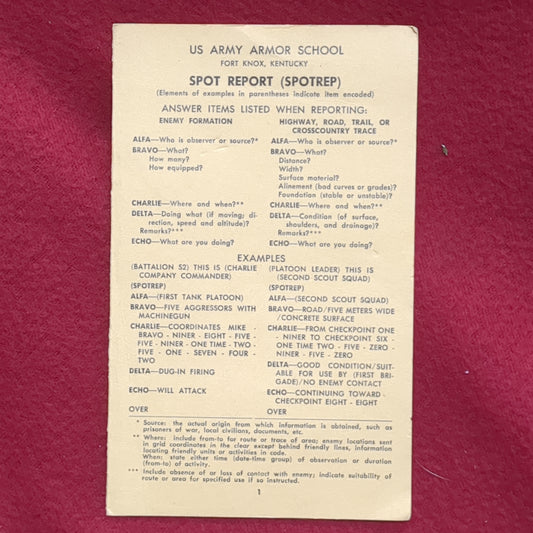 US ARMY ARMOR SCHOOL
FORT KNOX, KENTUCKY
SPOT REPORT (SPOTREP)
(Elements of examples in parentheses indicate item encoded)
ANSWER ITEMS LISTED WHEN REPORTING:
ENEMY FORMATION
ALFA—Who is observer or source?*
BRAVO—What?
How many?
How equipped?
CHARLIE—Where and when?**
DELTA—Doing what (if moving; di-
rection, speed and altitude)?
Remarks?***
ECHO—What are you doing?
HIGHWAY, ROAD, TRAIL, OR
CROSSCOUNTRY TRACE
ALFA—Who is observer or source?*
BRAVO—What?
Distance?
Width?
Surface material?
Alinement (bad curves or grades)?
Foundation (stable or unstable)?
CHARLIE—Where and when?**
DELTA—Condition (of surface,
shoulders, and drainage)?
Remarks?***
ECHO—What are you doing?
EXAMPLES
(BATTALION S2) THIS IS (CHARLIE
COMPANY COMMANDER)
(SPOTREP)
ALFA—(FIRST TANK PLATOON)
BRAVO—FIVE AGGRESSORS WITH
MACHINEGUN
CHARLIE—COORDINATES MIKE -
BRAVO - NINER - EIGHT - FIVE -
FIVE - NINER ONE TIME - TWO -
FIVE - ONE - SEVEN - FOUR -
TWO
DELTA—DUG-IN FIRING
ECHO—WILL ATTACK
OVER
(PLATOON LEADER) THIS IS
(SECOND SCOUT SQUAD)
(SPOTREP)
ALFA—(SECOND SCOUT SQUAD)
BRAVO—ROAD/FIVE METERS WIDE
/CONCRETE SURFACE
CHARLIE—FROM CHECKPOINT ONE
- NINER TO CHECKPOINT SIX -
ONE TIME TWO - FIVE - ZERO -
NINER - FIVE - ZERO
DELTA—GOOD CONDITION/SUIT-
ABLE FOR USE BY (FIRST BRI-
GADE)/NO ENEMY CONTACT
ECHO—CONTINUING TOWARD -
CHECKPOINT EIGHT - EIGHT
OVER
* Source: the actual origin from which information is obtained, such as
prisoners of war, local civilians, documents, etc.
** Where: include from-to for route or trace of area; enemy locations sent
in grid coordinates in the clear except behind friendly lines, information
locating friendly units or activities in code.
When: state either time (date-time group) of observation or duration
(from-to) of activity.
*** Include absence of or loss of contact with enemy; indicate suitability of
route or area for specified use if so instructed.
1